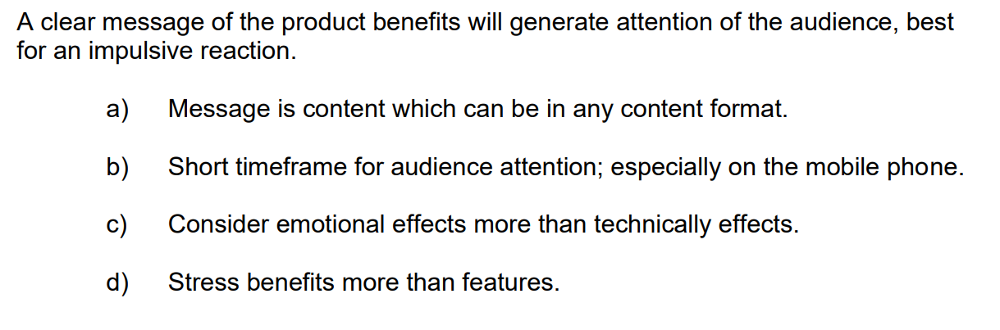 A clear message of the product benefits will generate attention of the audience, best
for an impulsive reaction.
a) Message is content which can be in any content format.
b) Short timeframe for audience attention; especially on the mobile phone.
c) Consider emotional effects more than technically effects.
d) Stress benefits more than features.